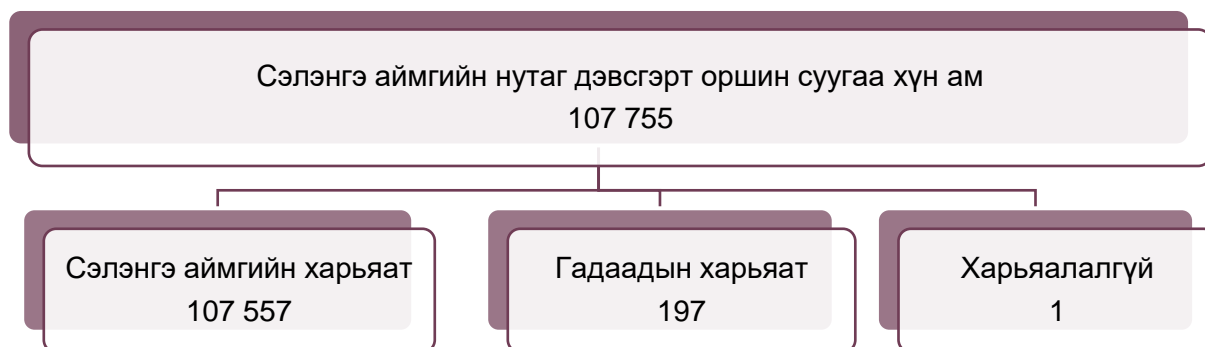 Сэлэнгэ аймгийн нутаг дэвсгэрт оршин суугаа хүн ам
107 755
Сэлэнгэ аймгийн харьяат
107 557
Гадаадын харьяат
197
Харьяалалгүй
1